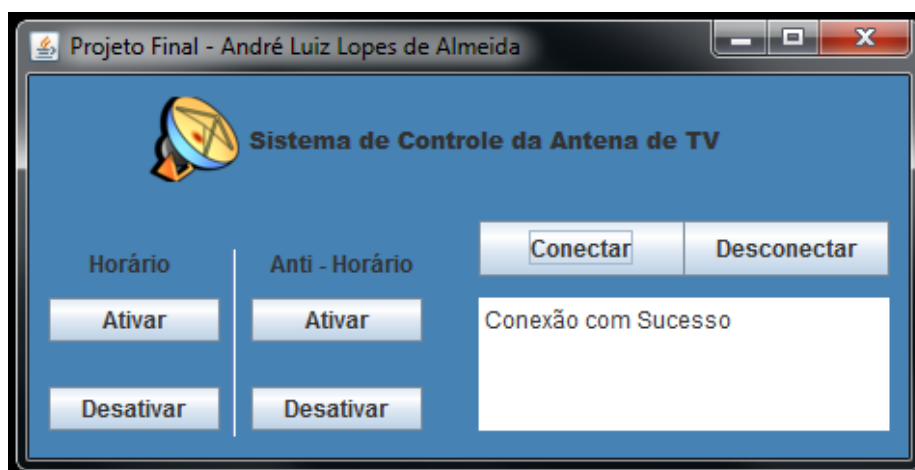 Projeto Final - André Luiz Lopes de Almeida
Sistema de Controle da Antena de TV
Conectar Desconectar
Horário Anti - Horário
Ativar Ativar
Conexão com Sucesso
Desativar Desativar